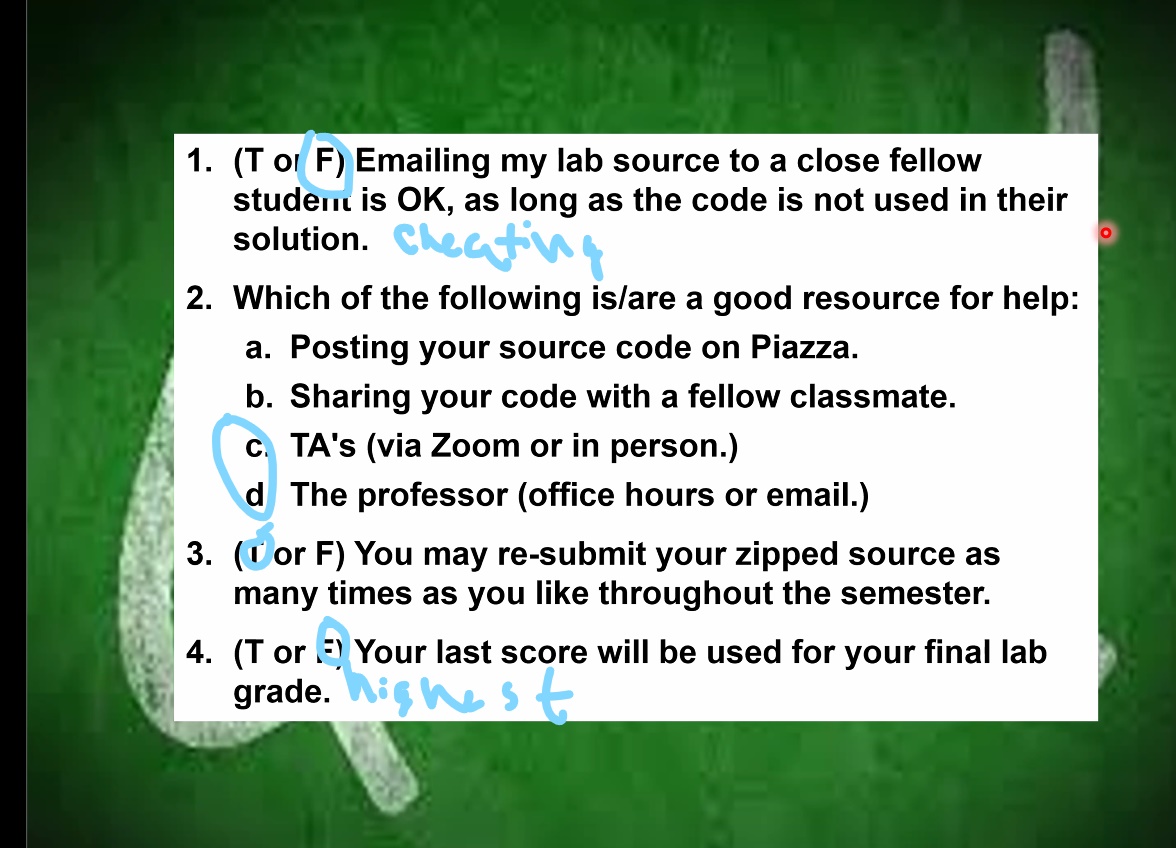 1. (T or F) Emailing my lab source to a close fellow
student is OK, as long as the code is not used in their
solution. cheating
2. Which of the following is/are a good resource for help:
a. Posting your source code on Piazza.
b. Sharing your code with a fellow classmate.
c. TA's (via Zoom or in person.)
d. The professor (office hours or email.)
3. (T or F) You may re-submit your zipped source as
many times as you like throughout the semester.
4. (T or F) Your last score will be used for your final lab
grade. highest